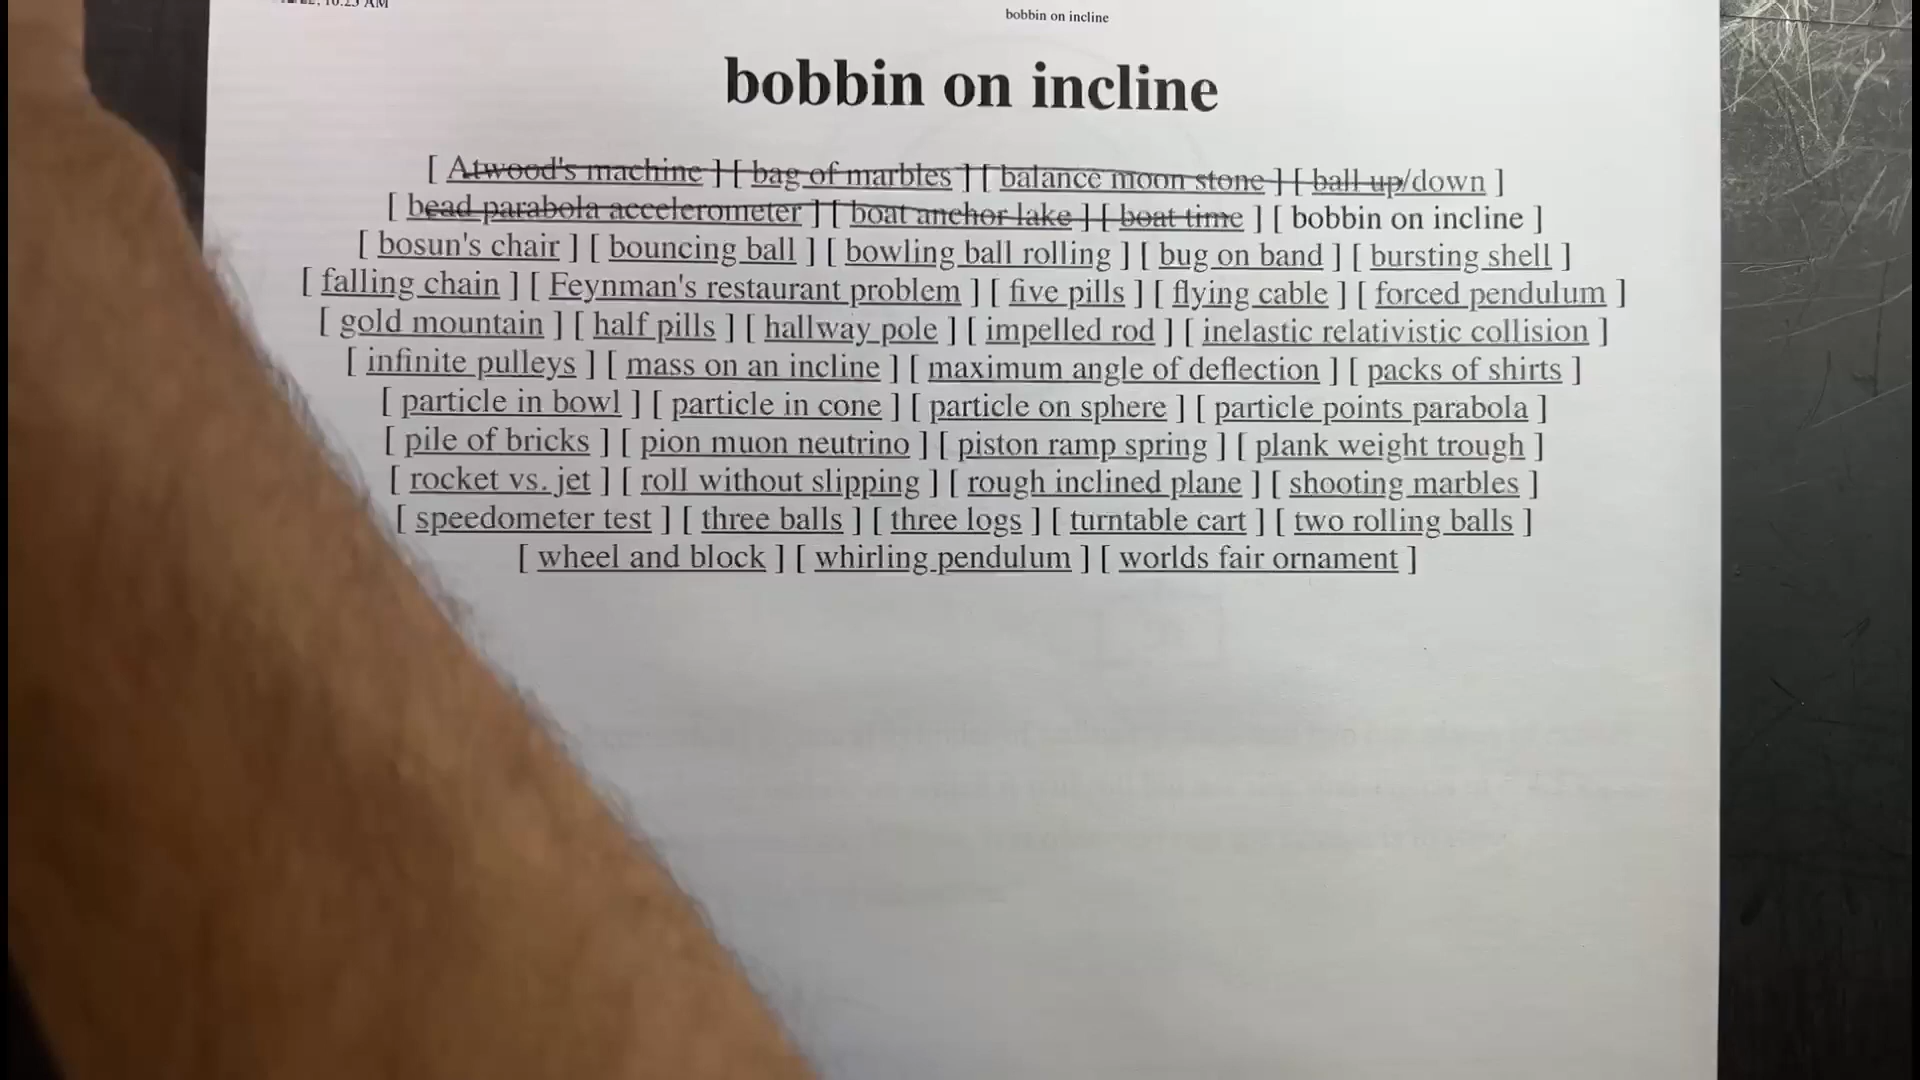 10:23 AM
bobbin on incline
bobbin on incline
[ Atwood's machine ] [ bag of marbles ] [ balance moon stone ] [ ball up/down ]
[ bead parabola accelerometer ] [ boat anchor lake ] [ boat time ] [ bobbin on incline ]
[ bosun's chair ] [ bouncing ball ] [ bowling ball rolling ] [ bug on band ] [ bursting shell ]
[ falling chain ] [ Feynman's restaurant problem ] [ five pills ] [ flying cable ] [ forced pendulum ]
[ gold mountain ] [ half pills ] [ hallway pole ] [ impelled rod ] [ inelastic relativistic collision ]
[ infinite pulleys ] [ mass on an incline ] [ maximum angle of deflection ] [ packs of shirts ]
[ particle in bowl ] [ particle in cone ] [ particle on sphere ] [ particle points parabola ]
[ pile of bricks ] [ pion muon neutrino ] [ piston ramp spring ] [ plank weight trough ]
[ rocket vs. jet ] [ roll without slipping ] [ rough inclined plane ] [ shooting marbles ]
[ speedometer test ] [ three balls ] [ three logs ] [ turntable cart ] [ two rolling balls ]
[ wheel and block ] [ whirling pendulum ] [ worlds fair ornament ]